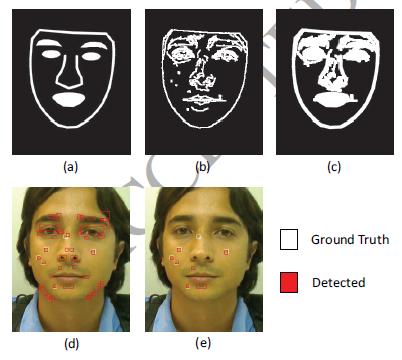 (a)
(b)
(c)
Ground Truth
Detected
(d)
(e)